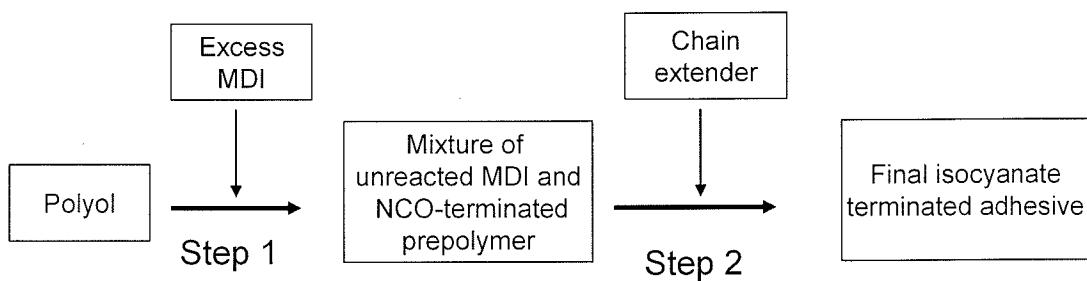 Excess
MDI
Chain
extender
Polyol
Step 1
Mixture of
unreacted MDI and
NCO-terminated
prepolymer
Step 2
Final isocyanate
terminated adhesive